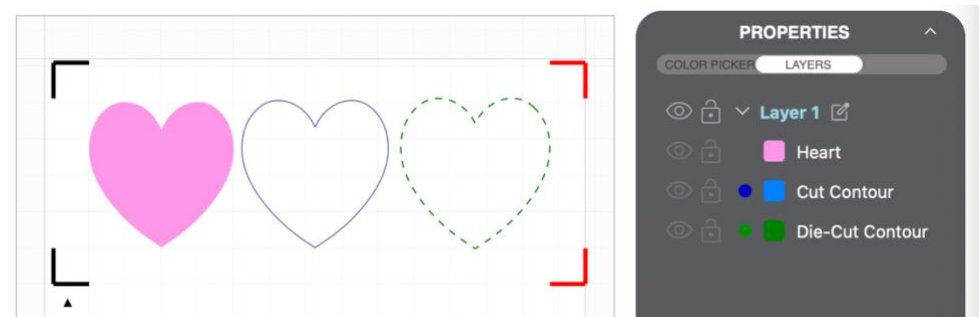 PROPERTIES
COLOR PICKER LAYERS
Layer 1
Heart
Cut Contour
Die-Cut Contour